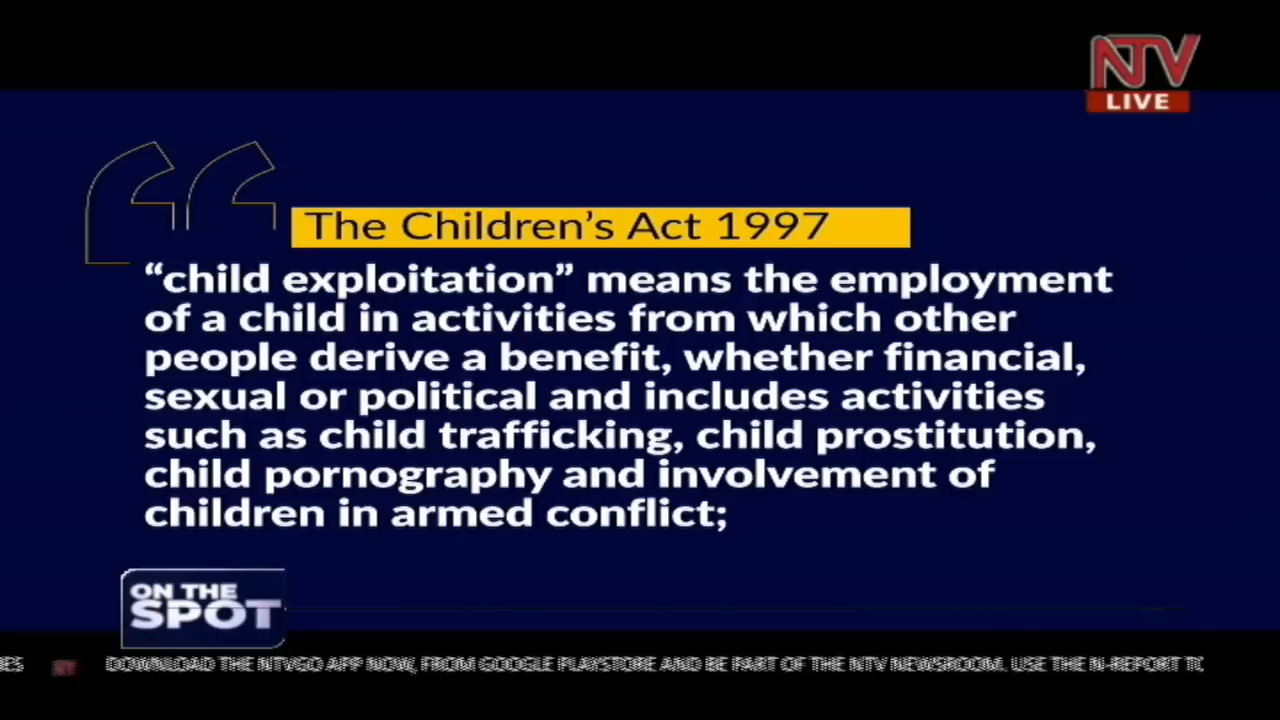 NTV
LIVE
The Children’s Act 1997
“child exploitation” means the employment
of a child in activities from which other
people derive a benefit, whether financial,
sexual or political and includes activities
such as child trafficking, child prostitution,
child pornography and involvement of
children in armed conflict;
ON THE
SPOT
ES NTV DOWNLOAD THE NTVGO APP NOW, FROM GOOGLE PLAYSTORE AND BE PART OF THE NTV NEWSROOM. USE THE N-REPORT TO